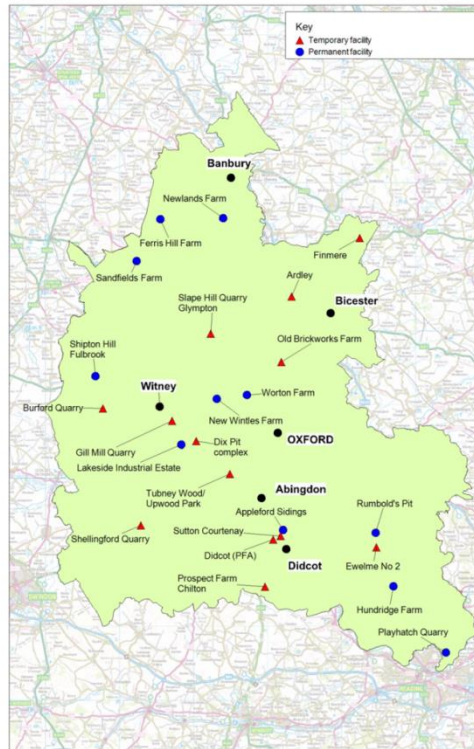 Key
Temporary facility
Permanent facility
Banbury
Newlands Farm
Ferris Hill Farm
Finmere
Sandfields Farm
Ardley
Slape Hill Quarry
Glympton
Bicester
Old Brickworks Farm
Shipton Hill
Fulbrook
Witney
Worton Farm
Burford Quarry
New Wintles Farm
OXFORD
Gill Mill Quarry
Dix Pit
complex
Lakeside Industrial Estate
Tubney Wood/
Upwood Park
Abingdon
Appleford Sidings
Rumbold's Pit
Sutton Courtenay
Shellingford Quarry
Didcot (PFA)
Didcot
Ewelme No 2
Prospect Farm
Chilton
Hundridge Farm
Playhatch Quarry